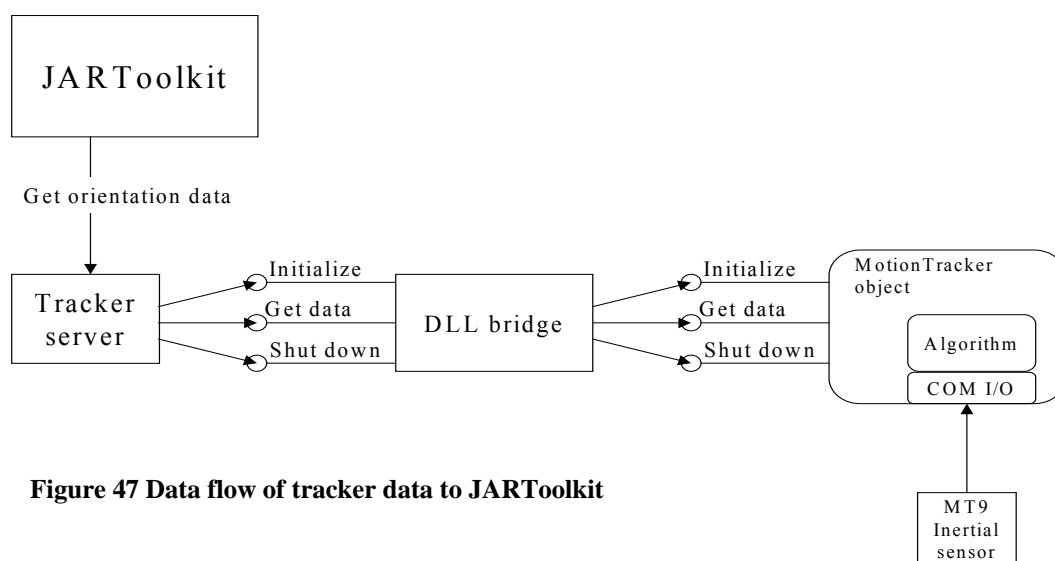 JARToolkit
Get orientation data
Tracker
server
Initialize
Get data
Shut down
DLL bridge
Initialize
Get data
Shut down
MotionTracker
object
Algorithm
COM I/O
Figure 47 Data flow of tracker data to JARToolkit
MT9
Inertial
sensor